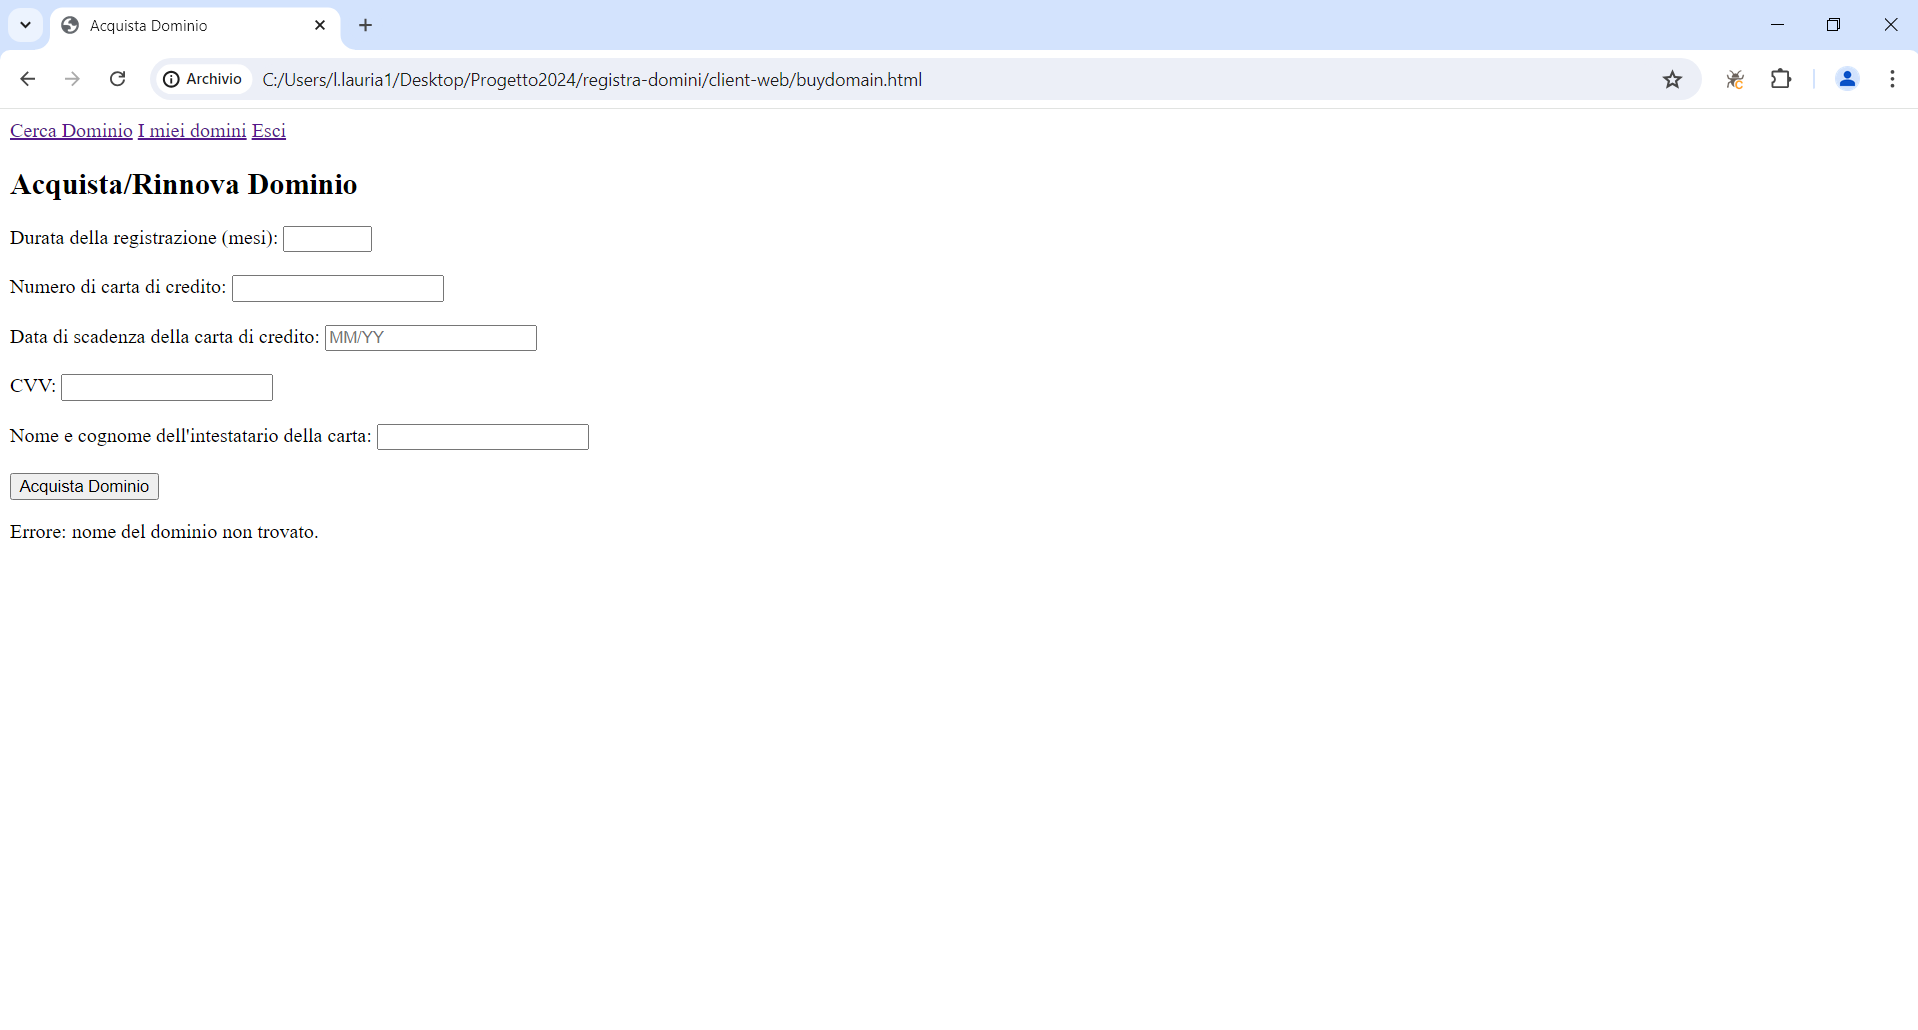 Acquista Dominio
Archivio C:/Users/l.lauria1/Desktop/Progetto2024/registra-domini/client-web/buydomain.html
Cerca Dominio I miei domini Esci
Acquista/Rinnova Dominio
Durata della registrazione (mesi):
Numero di carta di credito:
Data di scadenza della carta di credito: MM/YY
CVV:
Nome e cognome dell'intestatario della carta:
Acquista Dominio
Errore: nome del dominio non trovato.